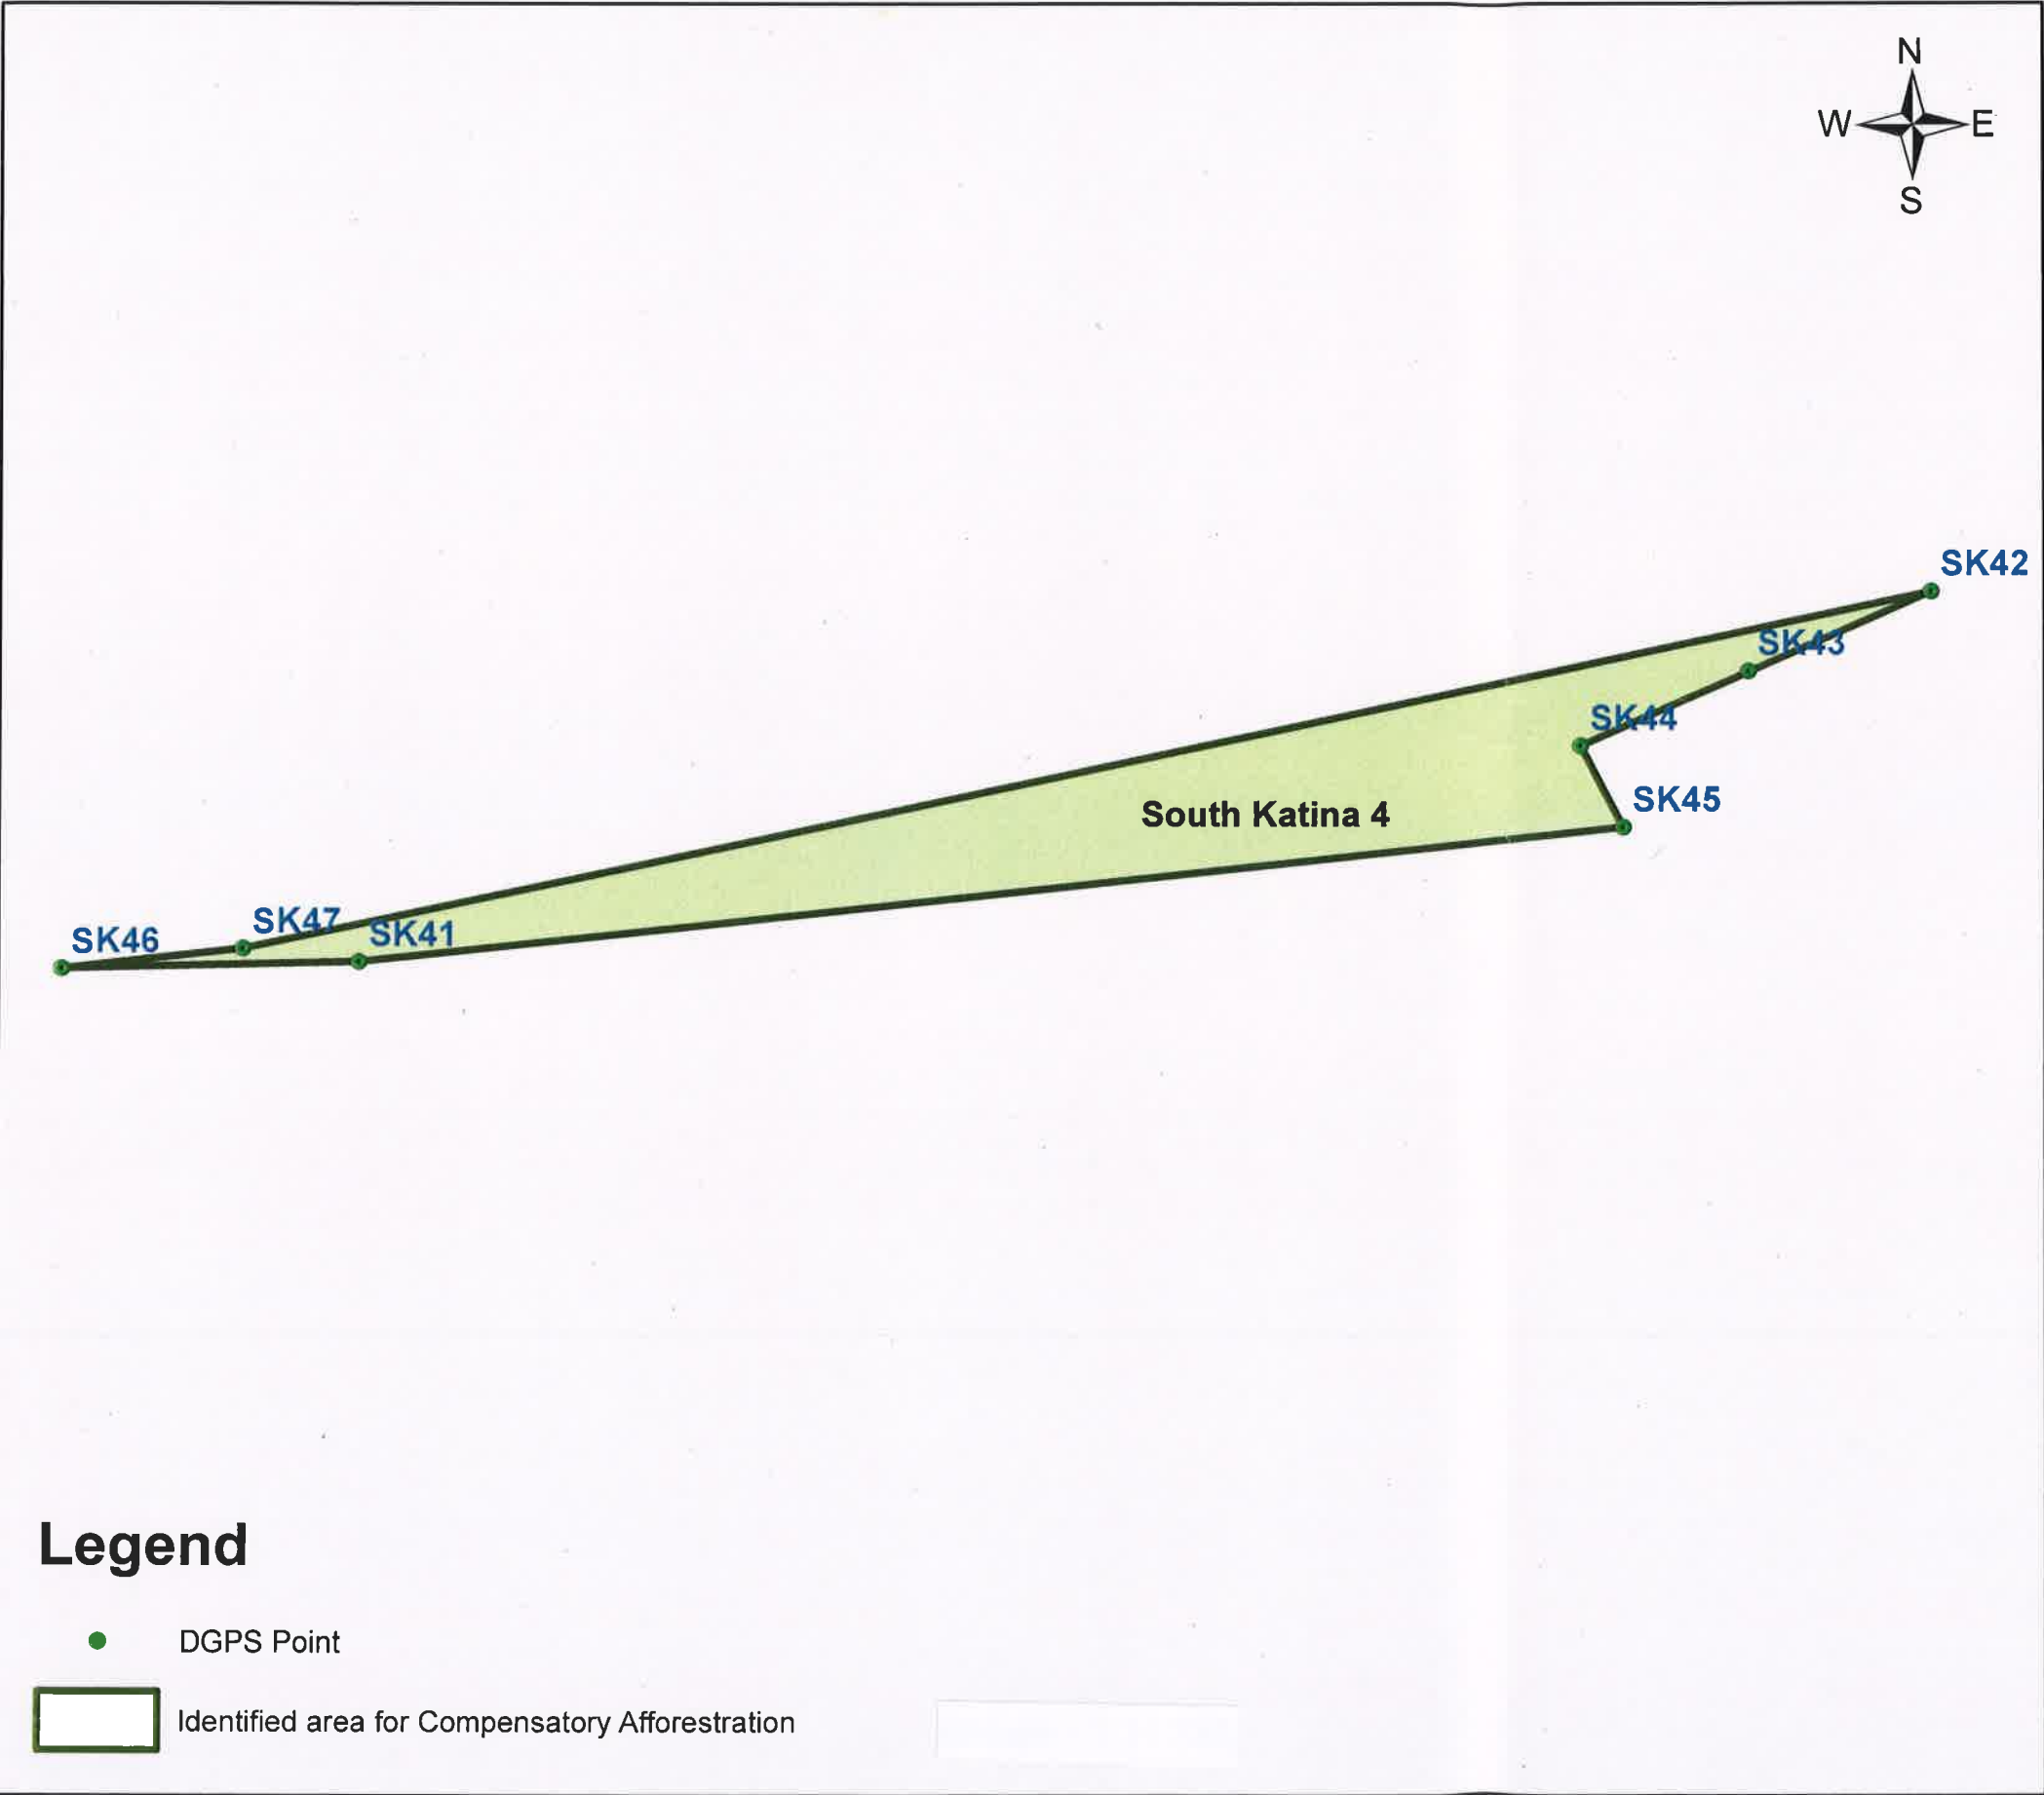 N
W E
S
SK42
SK43
SK44
SK45
South Katina 4
SK47
SK41
SK46
Legend
DGPS Point
Identified area for Compensatory Afforestration